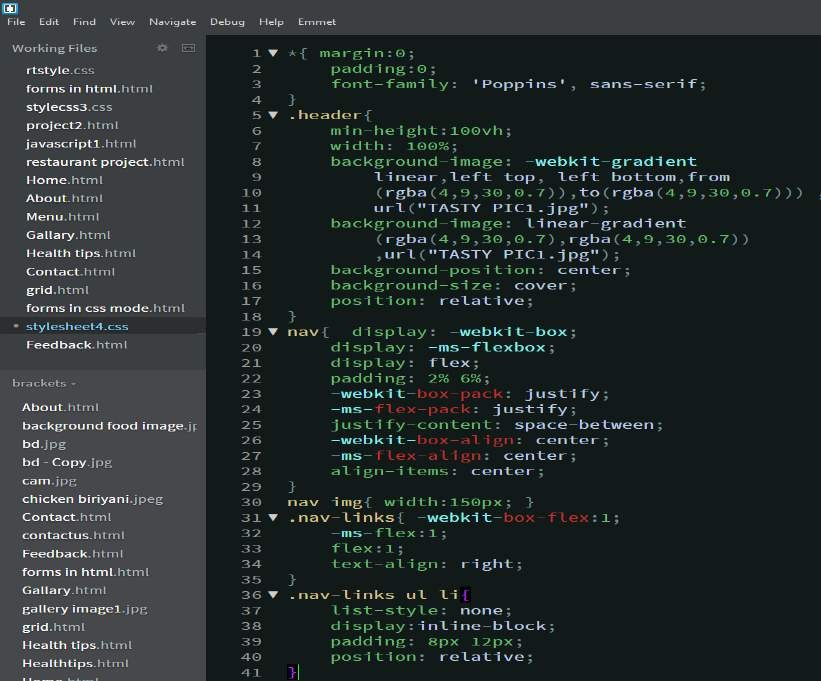 File Edit Find View Navigate Debug Help Emmet
Working Files
rtstyle.css
forms in html.html
stylecss3.css
project2.html
javascript1.html
restaurant project.html
Home.html
About.html
Menu.html
Gallary.html
Health tips.html
Contact.html
grid.html
forms in css mode.html
stylesheet4.css
Feedback.html
brackets
About.html
background food image.jp
bd.jpg
bd - Copy.jpg
cam.jpg
chicken biriyani.jpeg
Contact.html
contactus.html
Feedback.html
forms in html.html
Gallary.html
gallery image1.jpg
grid.html
Health tips.html
Healthtips.html
Home.html
1 *{ margin:0;
2 padding:0;
3 font-family: 'Poppins', sans-serif;
4 }
5 .header{
6 min-height:100vh;
7 width: 100%;
8 background-image: -webkit-gradient
9 linear,left top, left bottom,from
10 (rgba(4,9,30,0.7)),to(rgba(4,9,30,0.7))) ,
11 url("TASTY PIC1.jpg");
12 background-image: linear-gradient
13 (rgba(4,9,30,0.7),rgba(4,9,30,0.7))
14 ,url("TASTY PIC1.jpg");
15 background-position: center;
16 background-size: cover;
17 position: relative;
18 }
19 nav{ display: -webkit-box;
20 display: -ms-flexbox;
21 display: flex;
22 padding: 2% 6%;
23 -webkit-box-pack: justify;
24 -ms-flex-pack: justify;
25 justify-content: space-between;
26 -webkit-box-align: center;
27 -ms-flex-align: center;
28 align-items: center;
29 }
30 nav img{ width:150px; }
31 .nav-links{ -webkit-box-flex:1;
32 -ms-flex:1;
33 flex:1;
34 text-align: right;
35 }
36 .nav-links ul li{
37 list-style: none;
38 display:inline-block;
39 padding: 8px 12px;
40 position: relative;
41 }